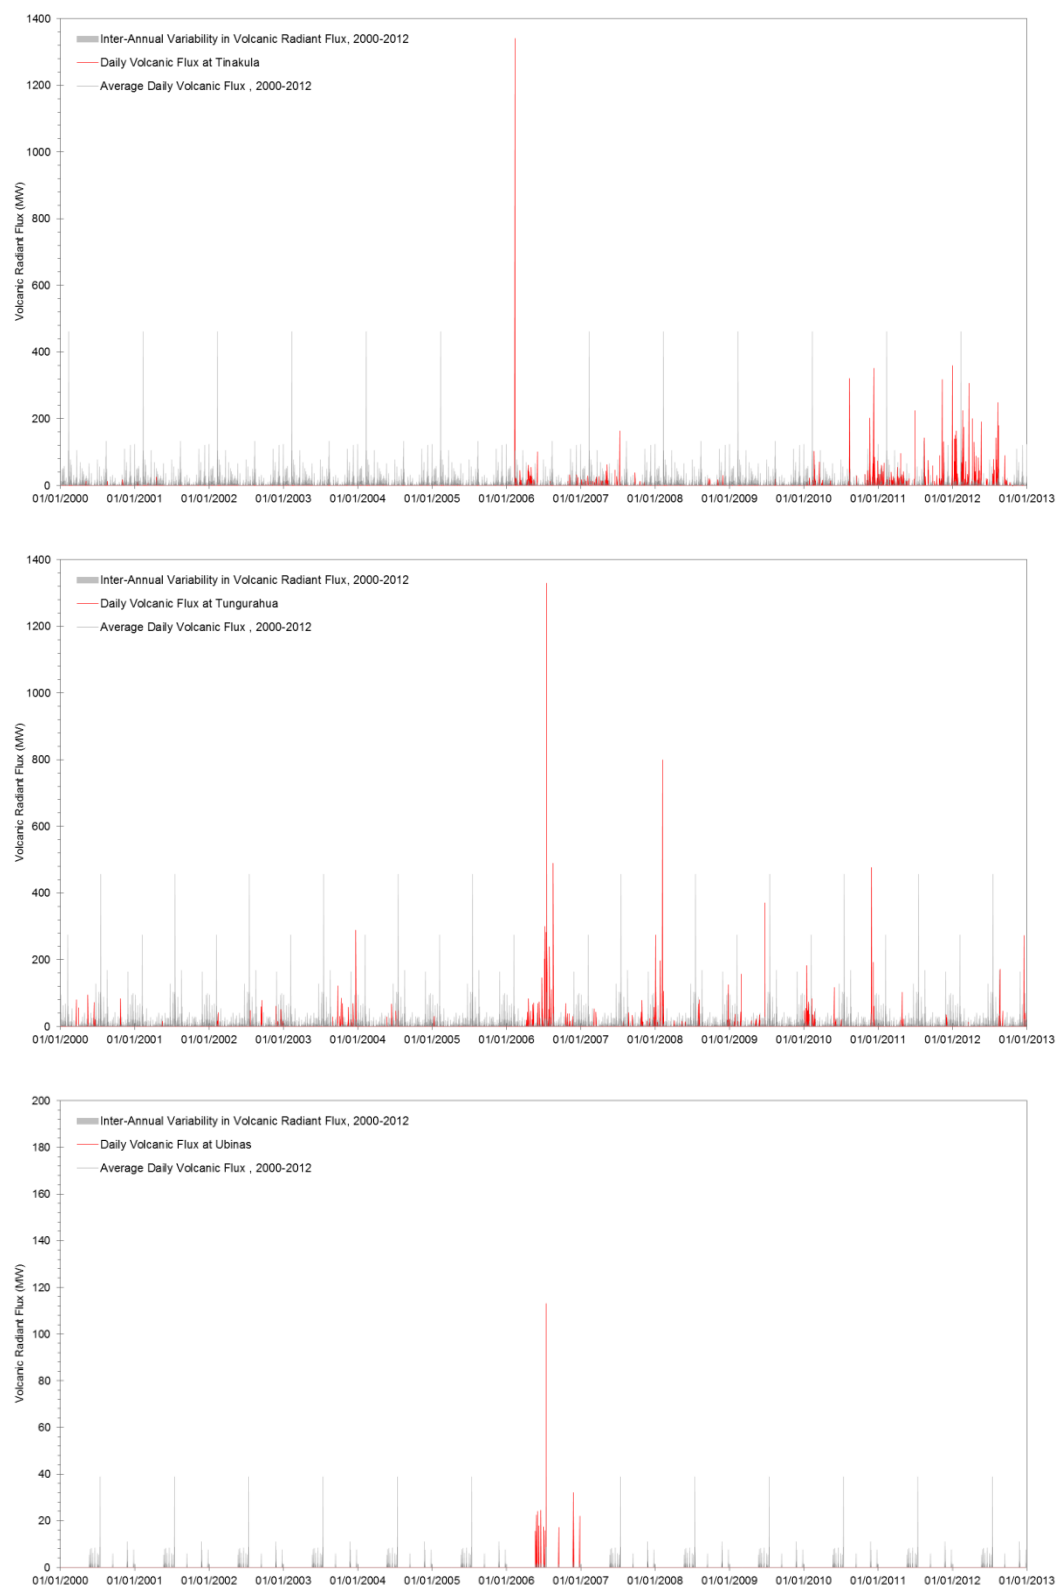 1400
Inter-Annual Variability in Volcanic Radiant Flux, 2000-2012
Daily Volcanic Flux at Tinakula
Average Daily Volcanic Flux , 2000-2012
1200
1000
800
600
400
200
0
Volcanic Radiant Flux (MW)
01/01/2000 01/01/2001 01/01/2002 01/01/2003 01/01/2004 01/01/2005 01/01/2006 01/01/2007 01/01/2008 01/01/2009 01/01/2010 01/01/2011 01/01/2012 01/01/2013
1400
Inter-Annual Variability in Volcanic Radiant Flux, 2000-2012
Daily Volcanic Flux at Tungurahua
Average Daily Volcanic Flux , 2000-2012
1200
1000
800
600
400
200
0
Volcanic Radiant Flux (MW)
01/01/2000 01/01/2001 01/01/2002 01/01/2003 01/01/2004 01/01/2005 01/01/2006 01/01/2007 01/01/2008 01/01/2009 01/01/2010 01/01/2011 01/01/2012 01/01/2013
200
Inter-Annual Variability in Volcanic Radiant Flux, 2000-2012
Daily Volcanic Flux at Ubinas
Average Daily Volcanic Flux , 2000-2012
180
160
140
120
100
80
60
40
20
0
Volcanic Radiant Flux (MW)
01/01/2000 01/01/2001 01/01/2002 01/01/2003 01/01/2004 01/01/2005 01/01/2006 01/01/2007 01/01/2008 01/01/2009 01/01/2010 01/01/2011 01/01/2012 01/01/2013